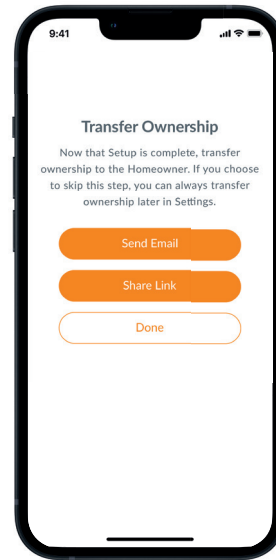 9:41
Transfer Ownership
Now that Setup is complete, transfer
ownership to the Homeowner. If you choose
to skip this step, you can always transfer
ownership later in Settings.
Send Email
Share Link
Done